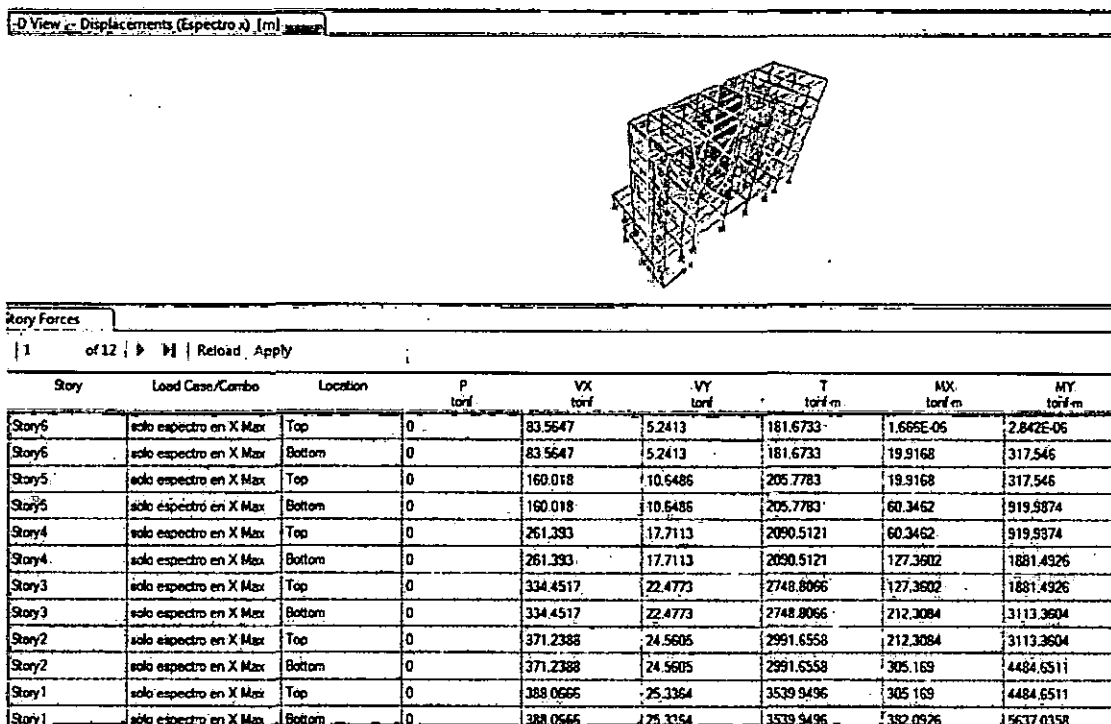 -D View - Displacements (Espectro x) [m]
Story Forces
1 of 12 Reload Apply
Story Load Case/Combo Location P VX VY T MX MY
tonf tonf tonf tonf-m tonf-m tonf-m
Story6 solo espectro en X Max Top 0 83.5647 5.2413 181.6733 1.666E-06 2.842E-06
Story6 solo espectro en X Max Bottom 0 83.5647 5.2413 181.6733 19.9168 317.546
Story5 solo espectro en X Max Top 0 160.018 10.6486 205.7783 19.9168 317.546
Story5 solo espectro en X Max Bottom 0 160.018 10.6486 205.7783 60.3462 919.9874
Story4 solo espectro en X Max Top 0 261.393 17.7113 2090.5121 60.3462 919.9874
Story4 solo espectro en X Max Bottom 0 261.393 17.7113 2090.5121 127.3602 1881.4926
Story3 solo espectro en X Max Top 0 334.4517 22.4773 2748.8066 127.3602 1881.4926
Story3 solo espectro en X Max Bottom 0 334.4517 22.4773 2748.8066 212.3084 3113.3604
Story2 solo espectro en X Max Top 0 371.2388 24.5605 2991.6558 212.3084 3113.3604
Story2 solo espectro en X Max Bottom 0 371.2388 24.5605 2991.6558 305.169 4484.6511
Story1 solo espectro en X Max Top 0 388.0666 25.3364 3539.9496 305.169 4484.6511
Story1 solo espectro en X Max Bottom 0 388.0666 25.3364 3539.9496 382.0926 5637.0358